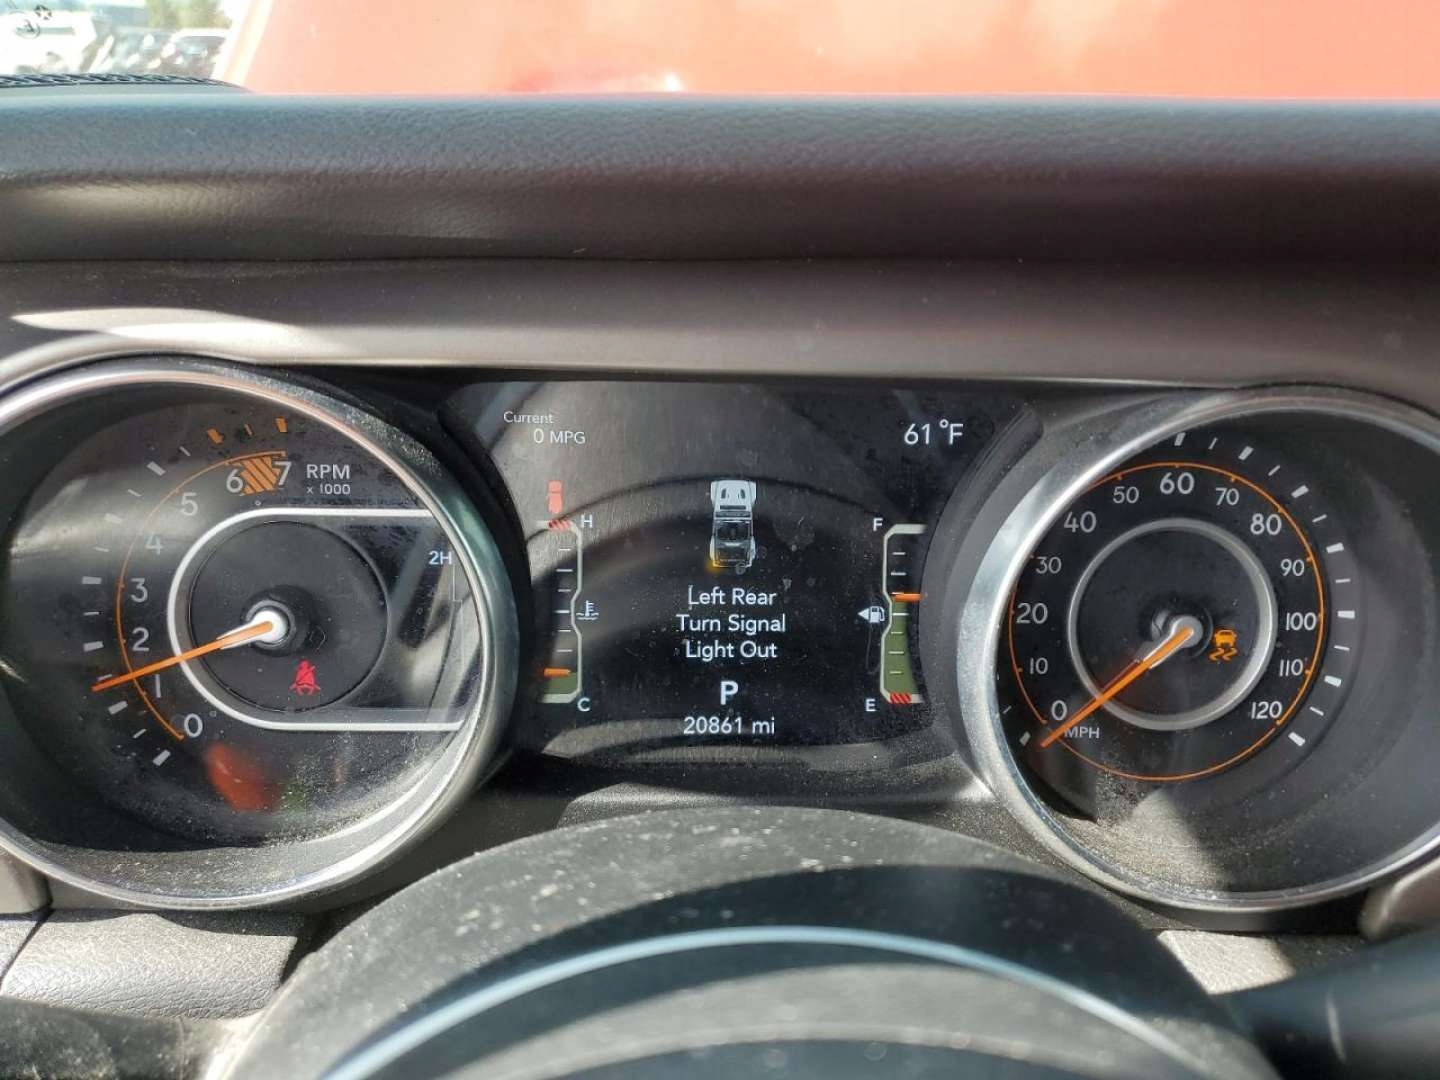 Current
0 MPG
61 °F
7
6
5
4
3
2
1
0
RPM
x 1000
2H
H
C
Left Rear
Turn Signal
Light Out
P
20861 mi
F
E
0
10
20
30
40
50
60
70
80
90
100
110
120
MPH